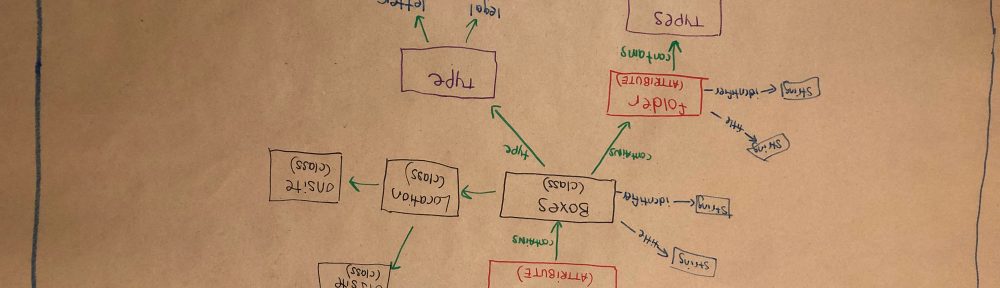 (ATTRIBUTE)
(class)
String
title
contains
String
identifier
Boxes
(class)
Location
(class)
onsite
(class)
contains
type
String
title
String
identifier
folder
(ATTRIBUTE)
Type
contains
TYPES
legal
letter